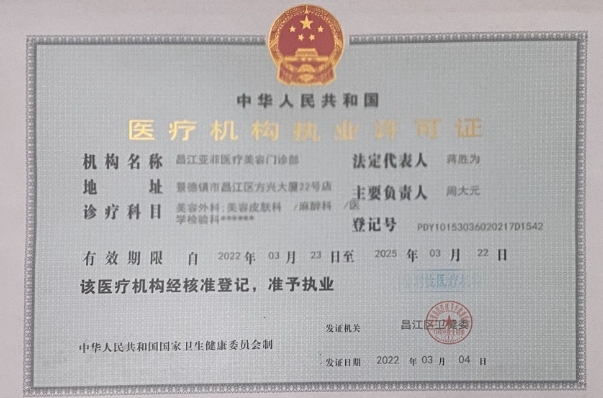 中华人民共和国
医疗机构执业许可证
机构名称 昌江亚菲医疗美容门诊部 法定代表人 蒋胜为
地 址 景德镇市昌江区方兴大厦22号店 主要负责人 周大元
诊疗科目 美容外科;美容皮肤科 /麻醉科 /医
学检验科****** 登记号 PDY10153036020217D1542
有效期限 自 2022 年 03 月 23 日至 2025 年 03 月 22 日
该医疗机构经核准登记，准予执业
发证机关 昌江区卫健委
中华人民共和国国家卫生健康委员会制
发证日期 2022 年 03 月 04 日